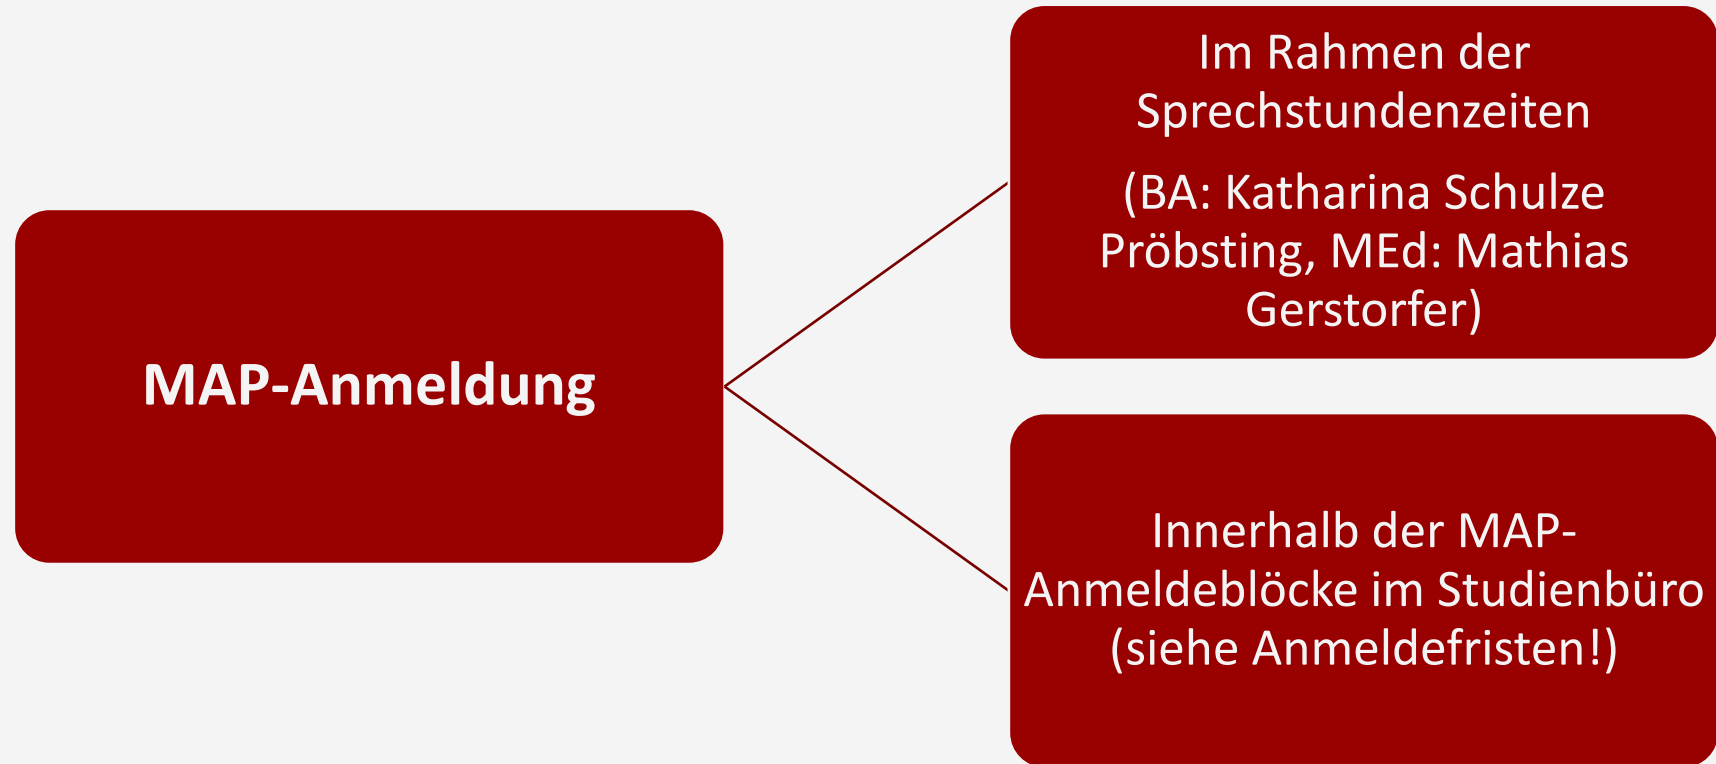 MAP-Anmeldung
Im Rahmen der
Sprechstundenzeiten
(BA: Katharina Schulze
Pröbsting, MEd: Mathias
Gerstorfer)
Innerhalb der MAP-
Anmeldeblöcke im Studienbüro
(siehe Anmeldefristen!)